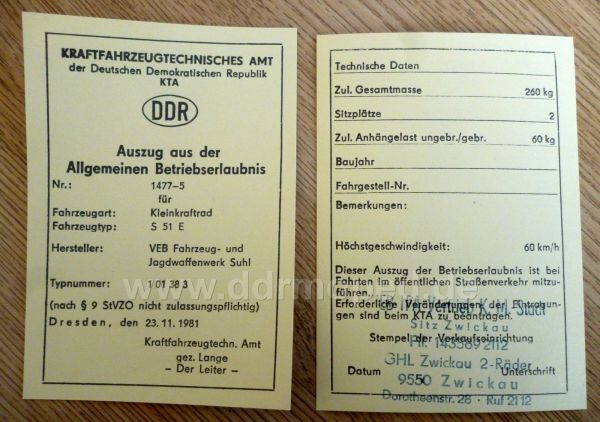 KRAFTFAHRZEUGTECHNISCHES AMT
der Deutschen Demokratischen Republik
KTA
DDR
Auszug aus der
Allgemeinen Betriebserlaubnis
Nr.: 1477-5
für
Fahrzeugart: Kleinkraftrad
Fahrzeugtyp: S 51 E
Hersteller: VEB Fahrzeug- und
Jagdwaffenwerk Suhl
Typnummer: 1 01 38 3
(nach § 9 StVZO nicht zulassungspflichtig)
Dresden, den 23. 11. 1981
Kraftfahrzeugtechn. Amt
gez. Lange
– Der Leiter –
Technische Daten
Zul. Gesamtmasse 260 kg
Sitzplätze 2
Zul. Anhängelast ungebr./gebr. 60 kg
Baujahr
Fahrgestell-Nr.
Bemerkungen:
Höchstgeschwindigkeit: 60 km/h
Dieser Auszug der Betriebserlaubnis ist bei
Fahrten im öffentlichen Straßenverkehr mitzu-
führen.
Erforderliche Veränderungen der Eintragun-
gen sind beim KTA zu beantragen.
Stadt
Sitz Zwickau
Stempel der Verkaufseinrichtung
GHL Zwickau 2-Räder
Datum Unterschrift
9550 Zwickau
Dorotheenstr. 28 · Ruf 21 12